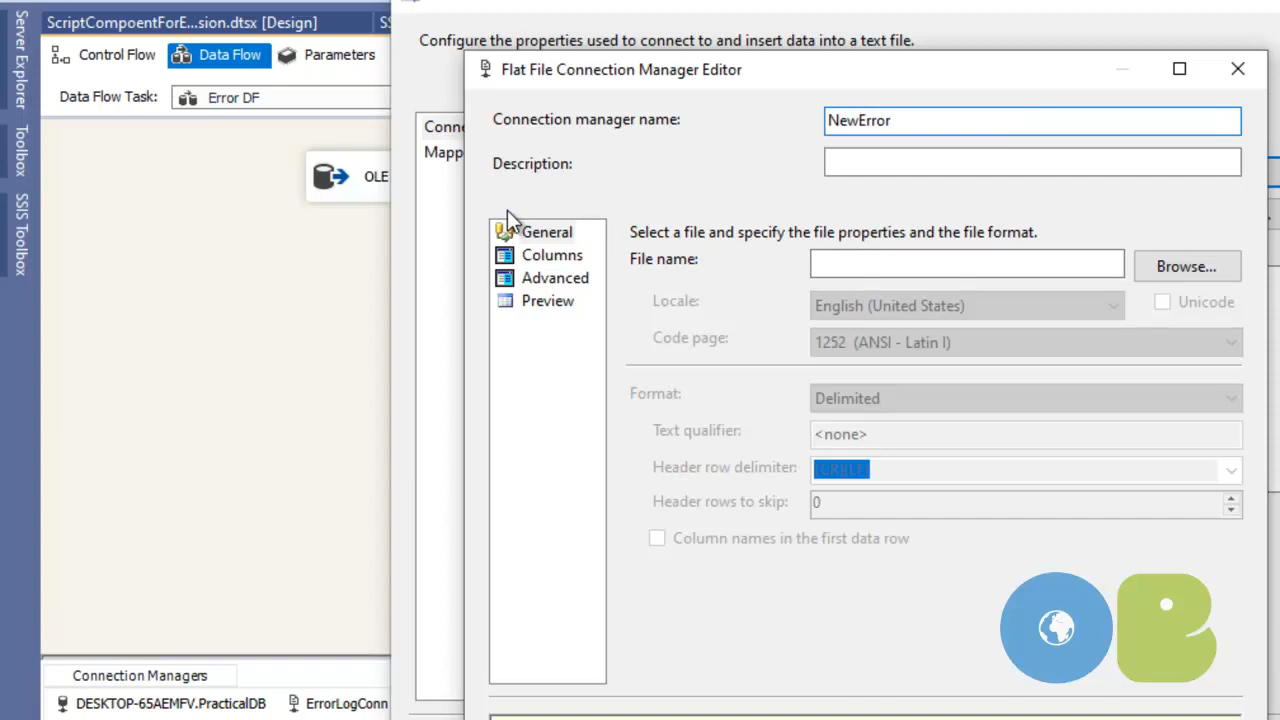 Server Explorer
Toolbox
SSIS Toolbox
ScriptCompoentForE...sion.dtsx [Design]
Control Flow
Data Flow
Parameters
Data Flow Task:
Error DF
OLE
Connection Managers
DESKTOP-65AEMFV.PracticalDB
ErrorLogConn
Configure the properties used to connect to and insert data into a text file.
Flat File Connection Manager Editor
Connection manager name:
NewError
Description:
General
Columns
Advanced
Preview
Select a file and specify the file properties and the file format.
File name:
Browse...
Locale:
English (United States)
Unicode
Code page:
1252 (ANSI - Latin I)
Format:
Delimited
Text qualifier:
<none>
Header row delimiter:
{CR}{LF}
Header rows to skip:
0
Column names in the first data row